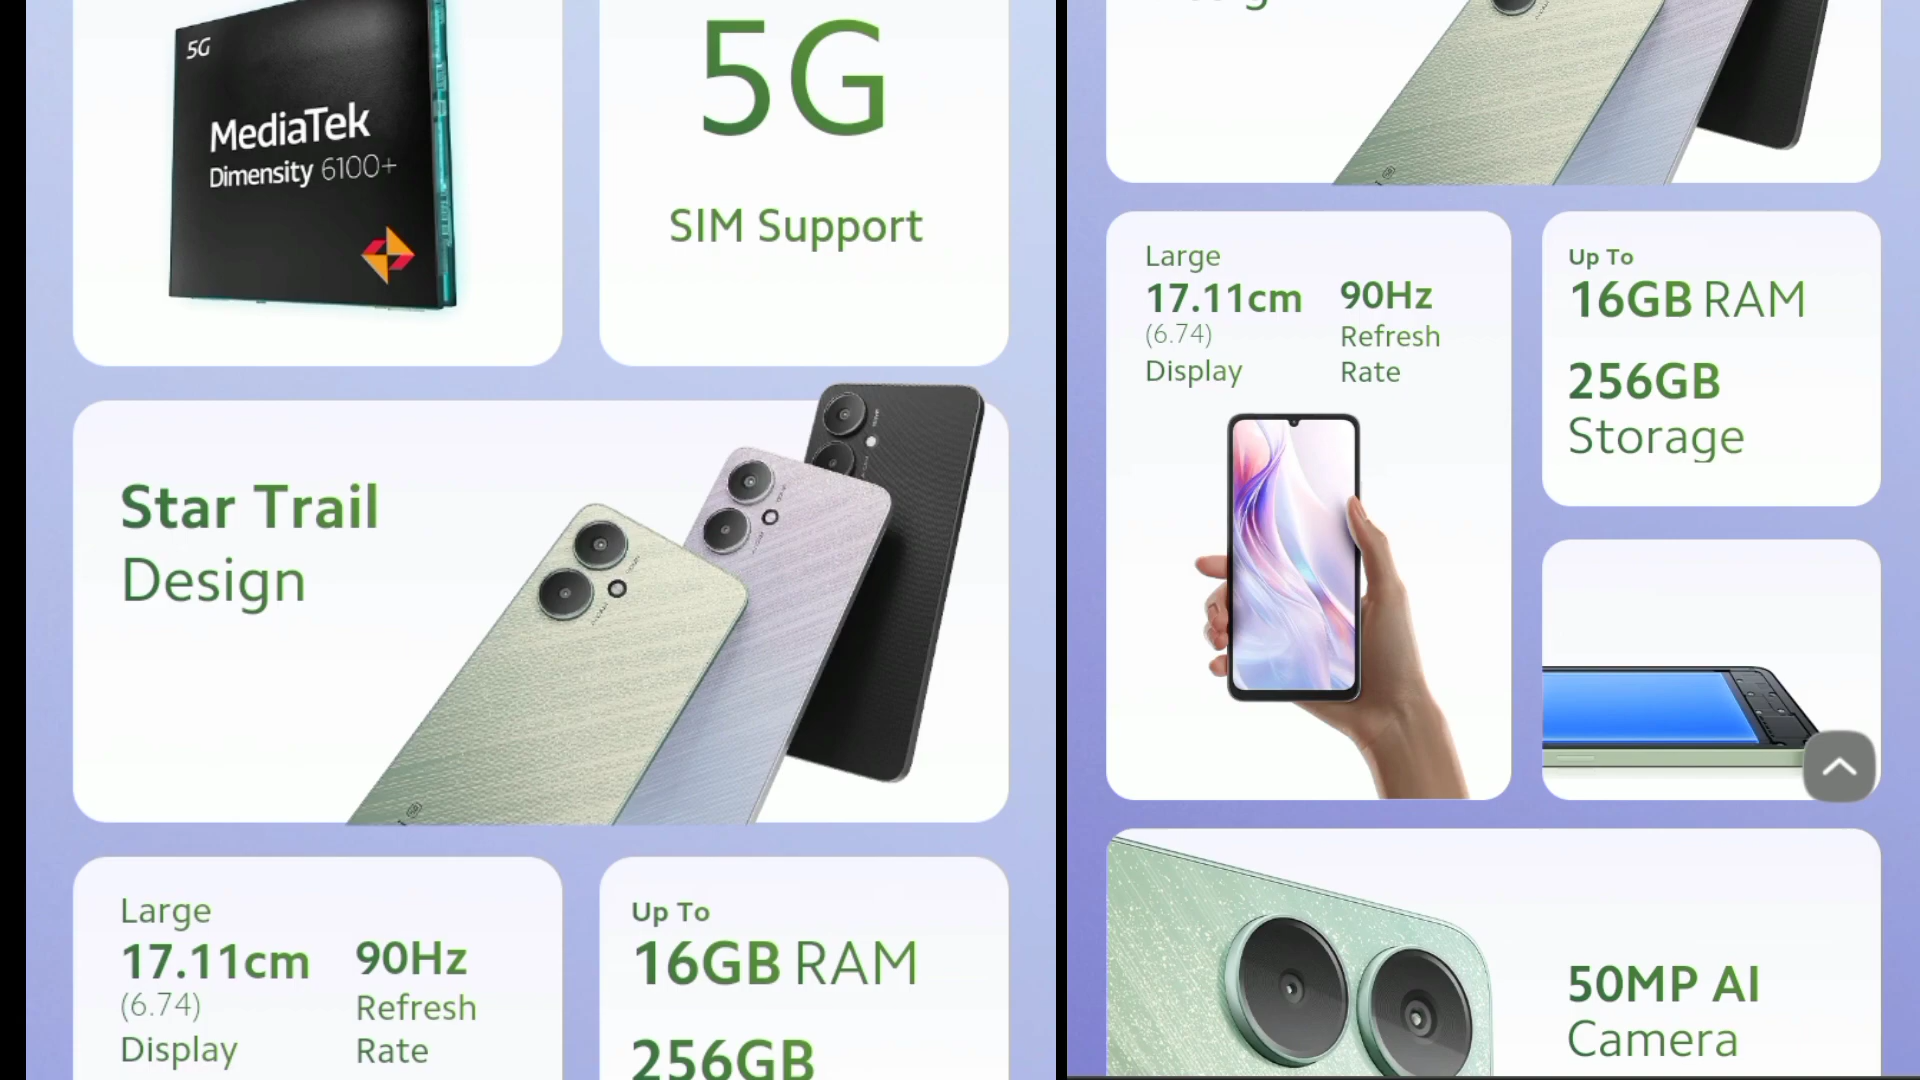 5G
MediaTek
Dimensity 6100+
5G
SIM Support
Star Trail
Design
Large
17.11cm
(6.74)
Display
90Hz
Refresh
Rate
Up To
16GB RAM
256GB
Large
17.11cm
(6.74)
Display
90Hz
Refresh
Rate
Up To
16GB RAM
256GB
Storage
50MP AI
Camera